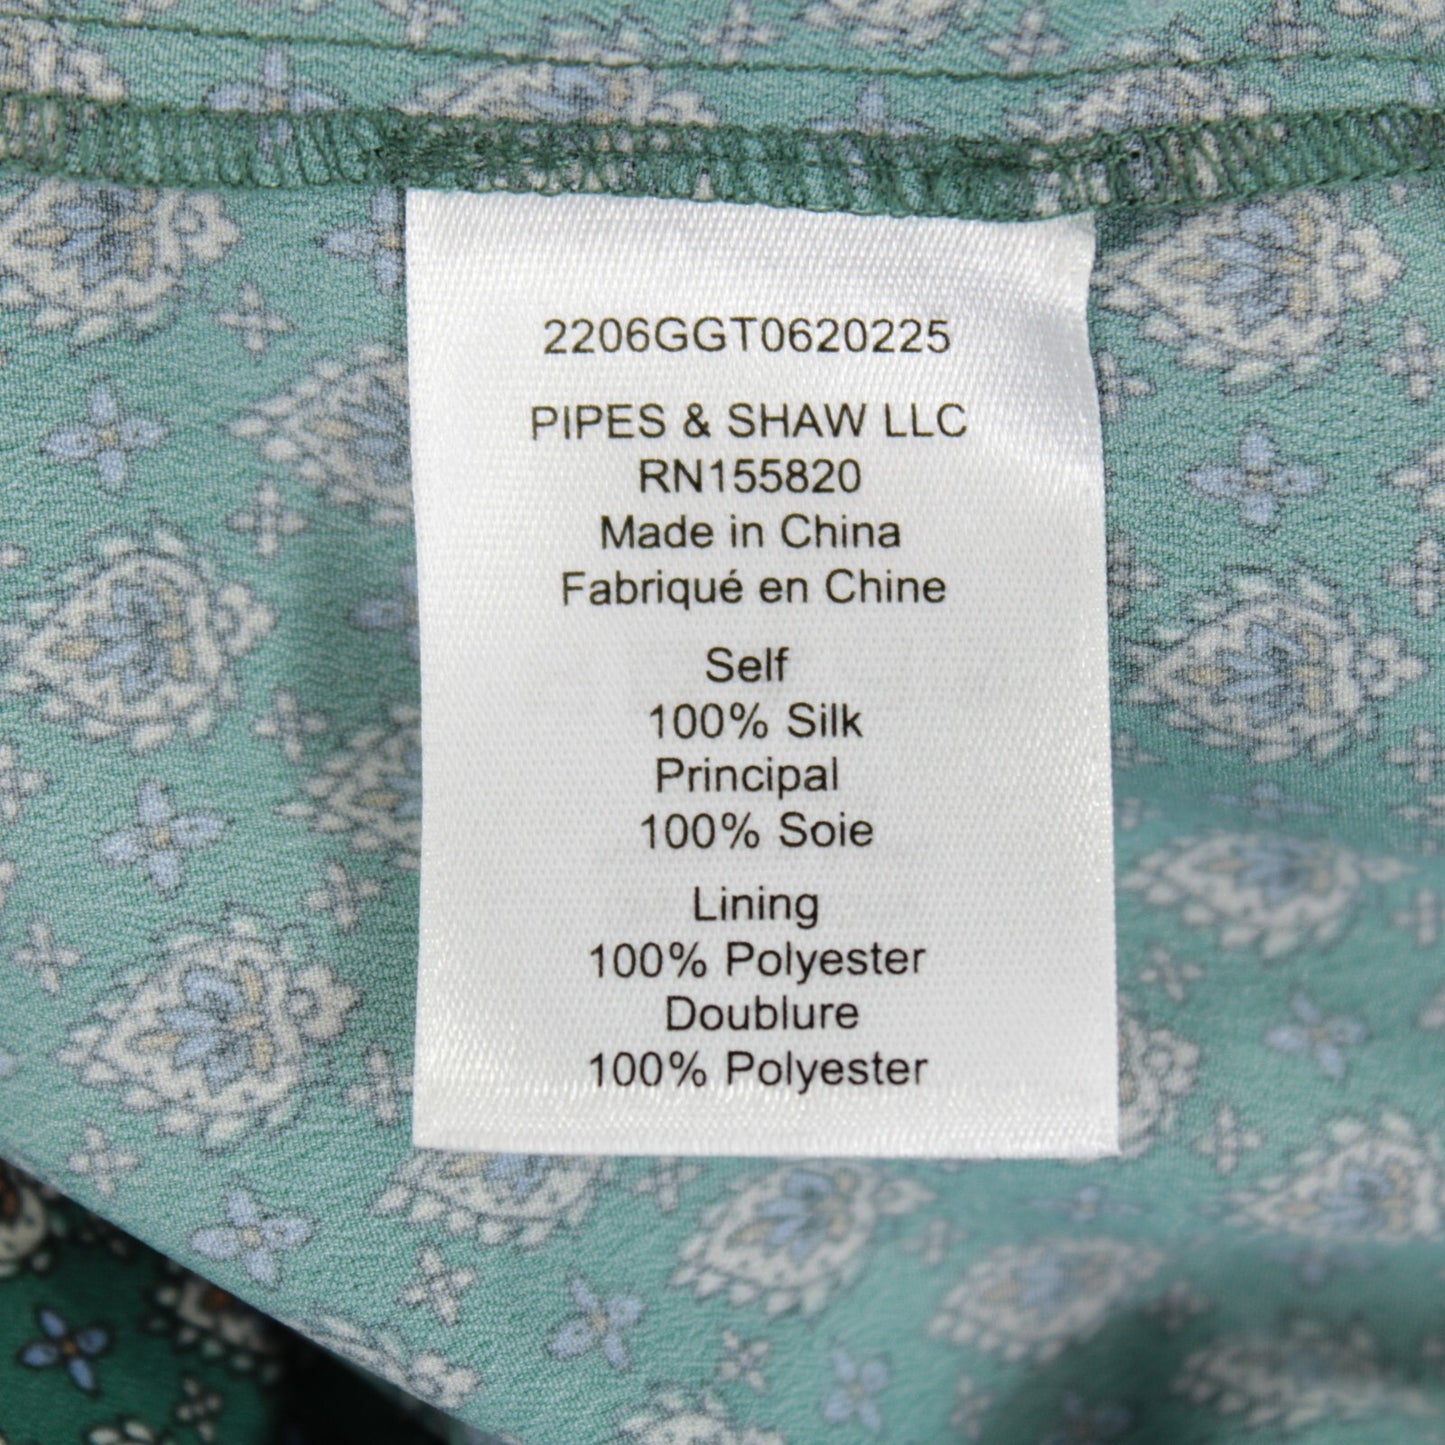 2206GGT0620225
PIPES & SHAW LLC
RN155820
Made in China
Fabriqué en Chine
Self
100% Silk
Principal
100% Soie
Lining
100% Polyester
Doublure
100% Polyester